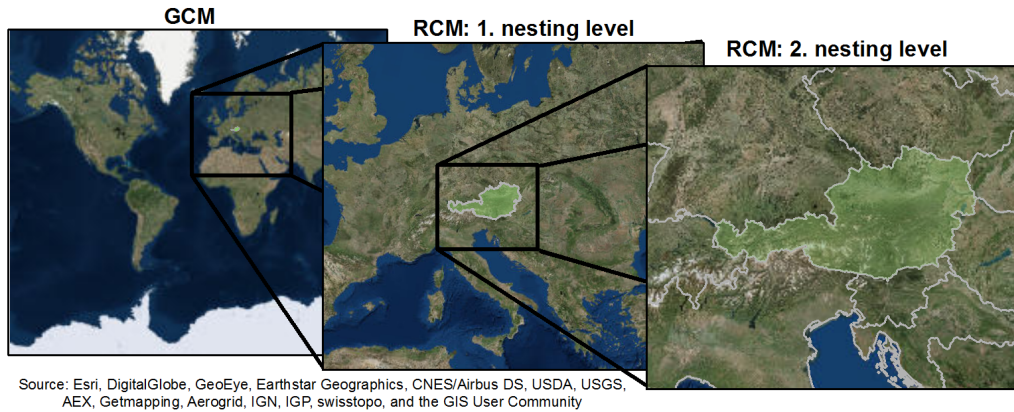 GCM
RCM: 1. nesting level
RCM: 2. nesting level
Source: Esri, DigitalGlobe, GeoEye, Earthstar Geographics, CNES/Airbus DS, USDA, USGS,
AEX, Getmapping, Aerogrid, IGN, IGP, swisstopo, and the GIS User Community